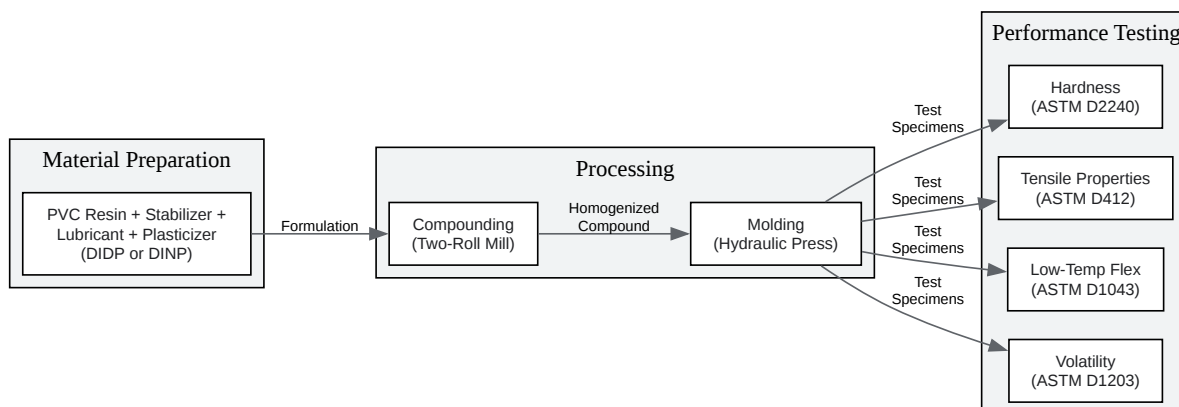 Material Preparation
PVC Resin + Stabilizer +
Lubricant + Plasticizer
(DIDP or DINP)
Formulation
Processing
Compounding
(Two-Roll Mill)
Homogenized
Compound
Molding
(Hydraulic Press)
Test
Specimens
Test
Specimens
Test
Specimens
Test
Specimens
Performance Testing
Hardness
(ASTM D2240)
Tensile Properties
(ASTM D412)
Low-Temp Flex
(ASTM D1043)
Volatility
(ASTM D1203)